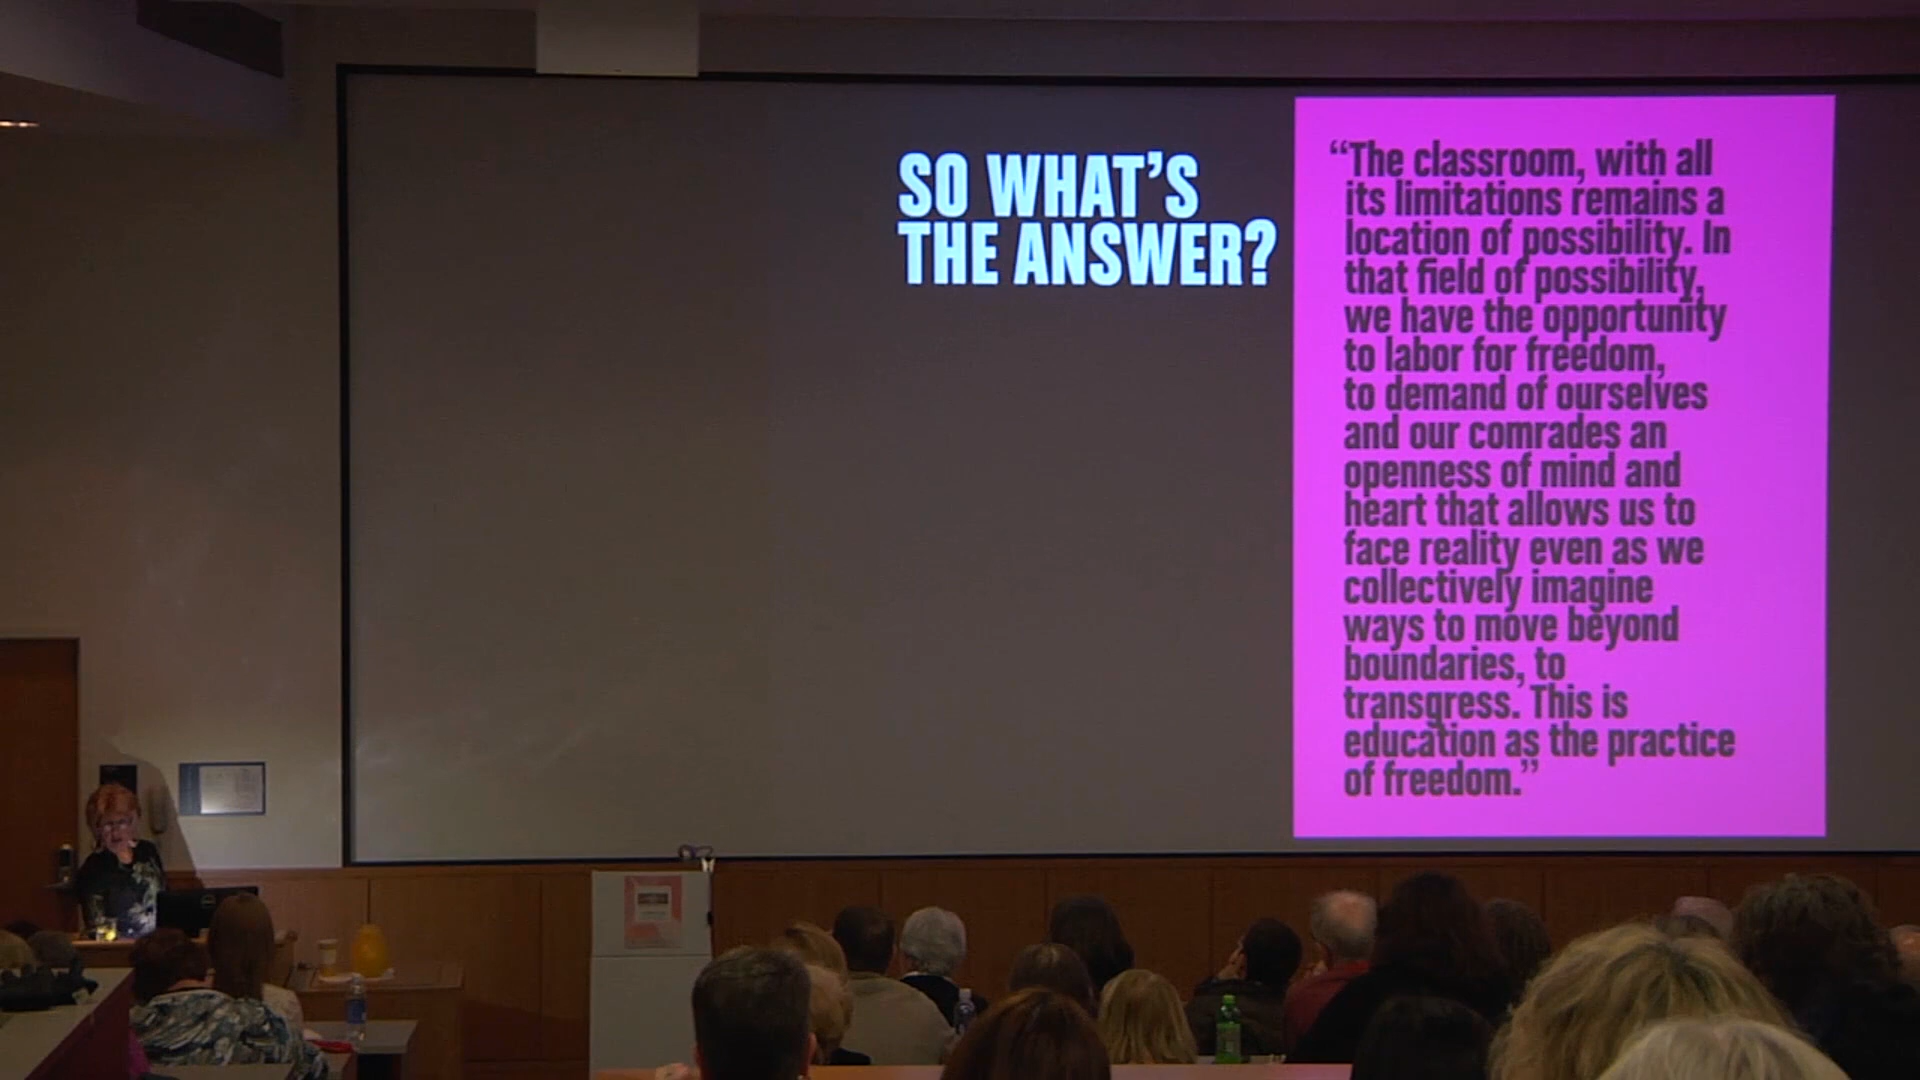 SO WHAT'S
THE ANSWER?
“The classroom, with all
its limitations remains a
location of possibility. In
that field of possibility,
we have the opportunity
to labor for freedom,
to demand of ourselves
and our comrades an
openness of mind and
heart that allows us to
face reality even as we
collectively imagine
ways to move beyond
boundaries, to
transgress. This is
education as the practice
of freedom.”